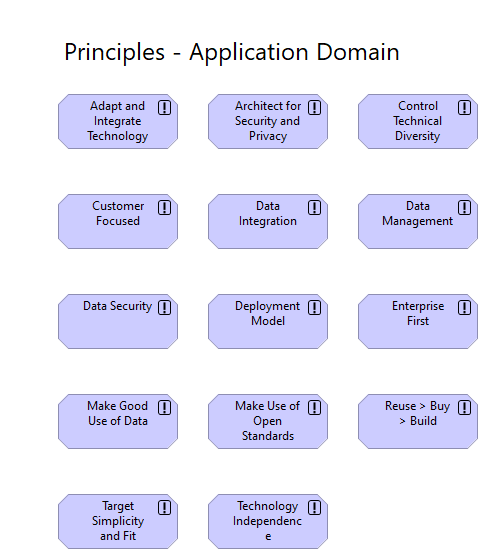 Principles - Application Domain
Adapt and
Integrate
Technology
Architect for
Security and
Privacy
Control
Technical
Diversity
Customer
Focused
Data
Integration
Data
Management
Data Security
Deployment
Model
Enterprise
First
Make Good
Use of Data
Make Use of
Open
Standards
Reuse > Buy
> Build
Target
Simplicity
and Fit
Technology
Independenc
e